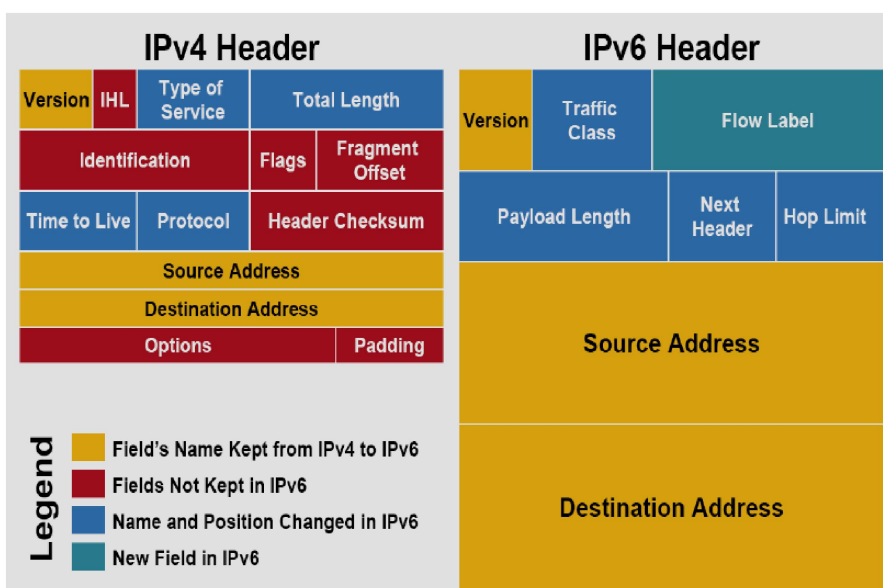 IPv4 Header
Version IHL Type of Service Total Length
Identification Flags Fragment Offset
Time to Live Protocol Header Checksum
Source Address
Destination Address
Options Padding
IPv6 Header
Version Traffic Class Flow Label
Payload Length Next Header Hop Limit
Source Address
Destination Address
Legend
Field's Name Kept from IPv4 to IPv6
Fields Not Kept in IPv6
Name and Position Changed in IPv6
New Field in IPv6